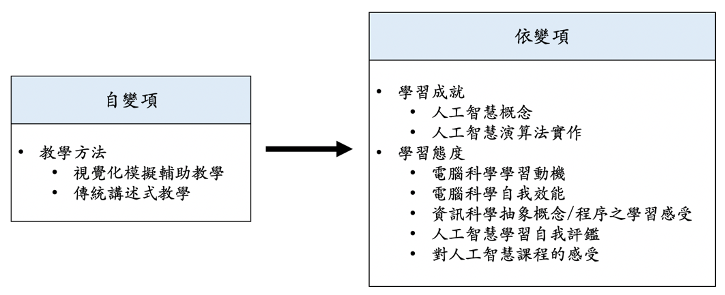 自變項
• 教學方法
• 視覺化模擬輔助教學
• 傳統講述式教學
依變項
• 學習成就
• 人工智慧概念
• 人工智慧演算法實作
• 學習態度
• 電腦科學學習動機
• 電腦科學自我效能
• 資訊科學抽象概念/程序之學習感受
• 人工智慧學習自我評鑑
• 對人工智慧課程的感受